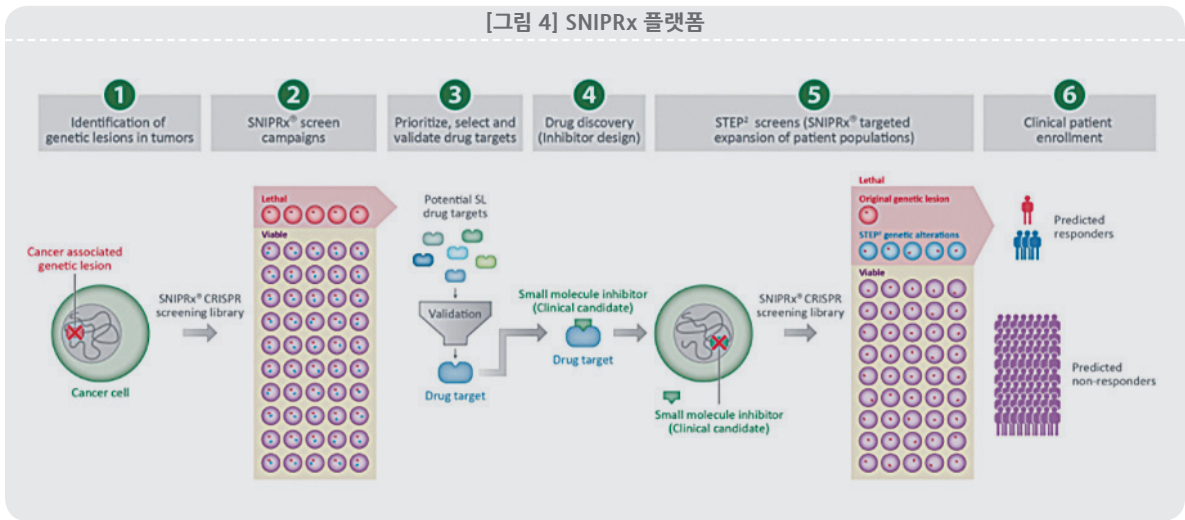 [그림 4] SNIPRx 플랫폼
1
Identification of
genetic lesions in tumors
2
SNIPRx® screen
campaigns
3
Prioritize, select and
validate drug targets
4
Drug discovery
(Inhibitor design)
5
STEP² screens (SNIPRx® targeted
expansion of patient populations)
6
Clinical patient
enrollment
Cancer associated
genetic lesion
Cancer cell
SNIPRx® CRISPR
screening library
Lethal
Viable
Potential SL
drug targets
Validation
Drug target
Small molecule inhibitor
(Clinical candidate)
Drug target
Small molecule inhibitor
(Clinical candidate)
SNIPRx® CRISPR
screening library
Lethal
Original genetic lesion
STEP² genetic alterations
Viable
Predicted
responders
Predicted
non-responders